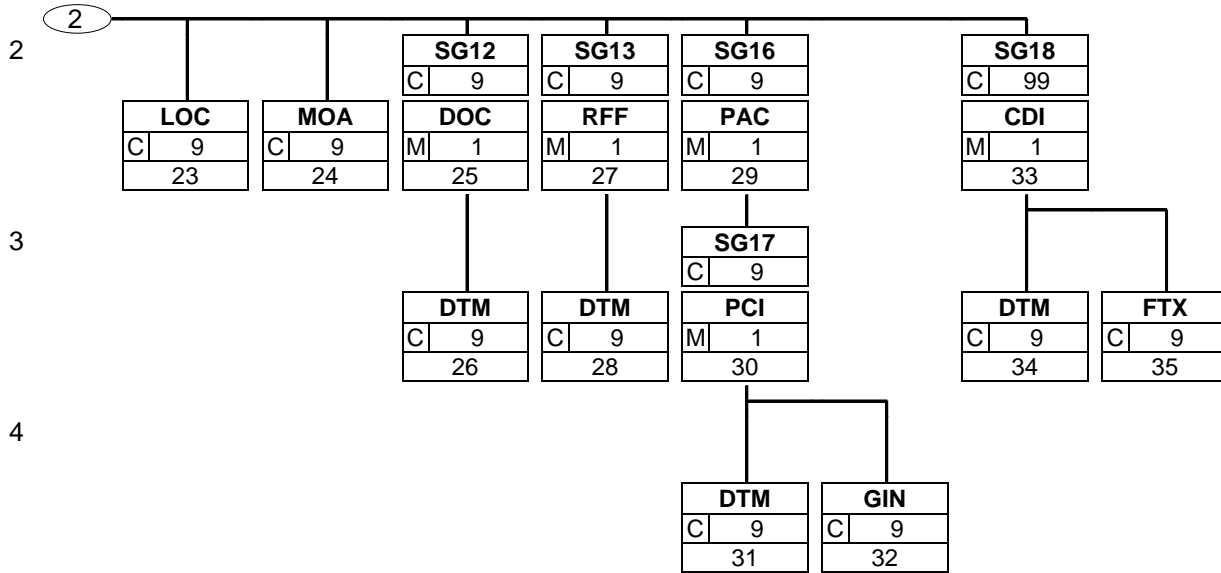 2
2 SG12 SG13 SG16 SG18
C 9 C 9 C 9 C 99
LOC MOA DOC RFF PAC CDI
C 9 C 9 M 1 M 1 M 1 M 1
23 24 25 27 29 33
3 SG17
C 9
DTM DTM PCI DTM FTX
C 9 C 9 M 1 C 9 C 9
26 28 30 34 35
4
DTM GIN
C 9 C 9
31 32